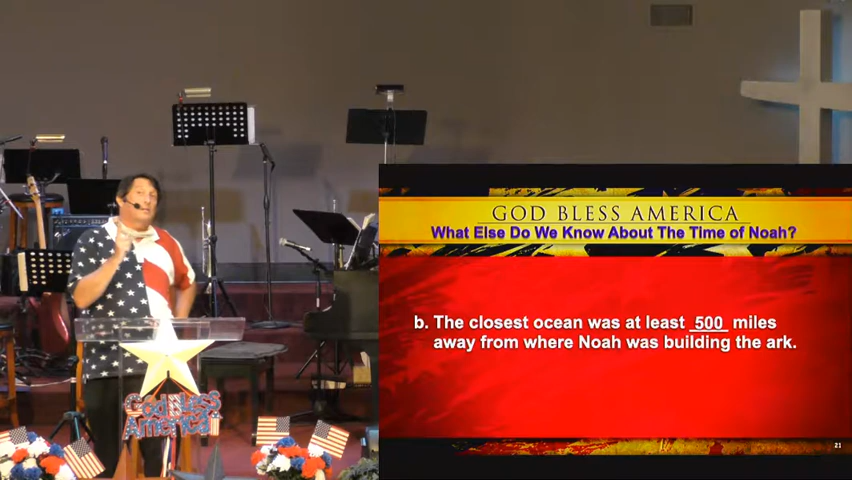 GOD BLESS AMERICA
What Else Do We Know About The Time of Noah?
b. The closest ocean was at least 500 miles
away from where Noah was building the ark.
21
God Bless
America